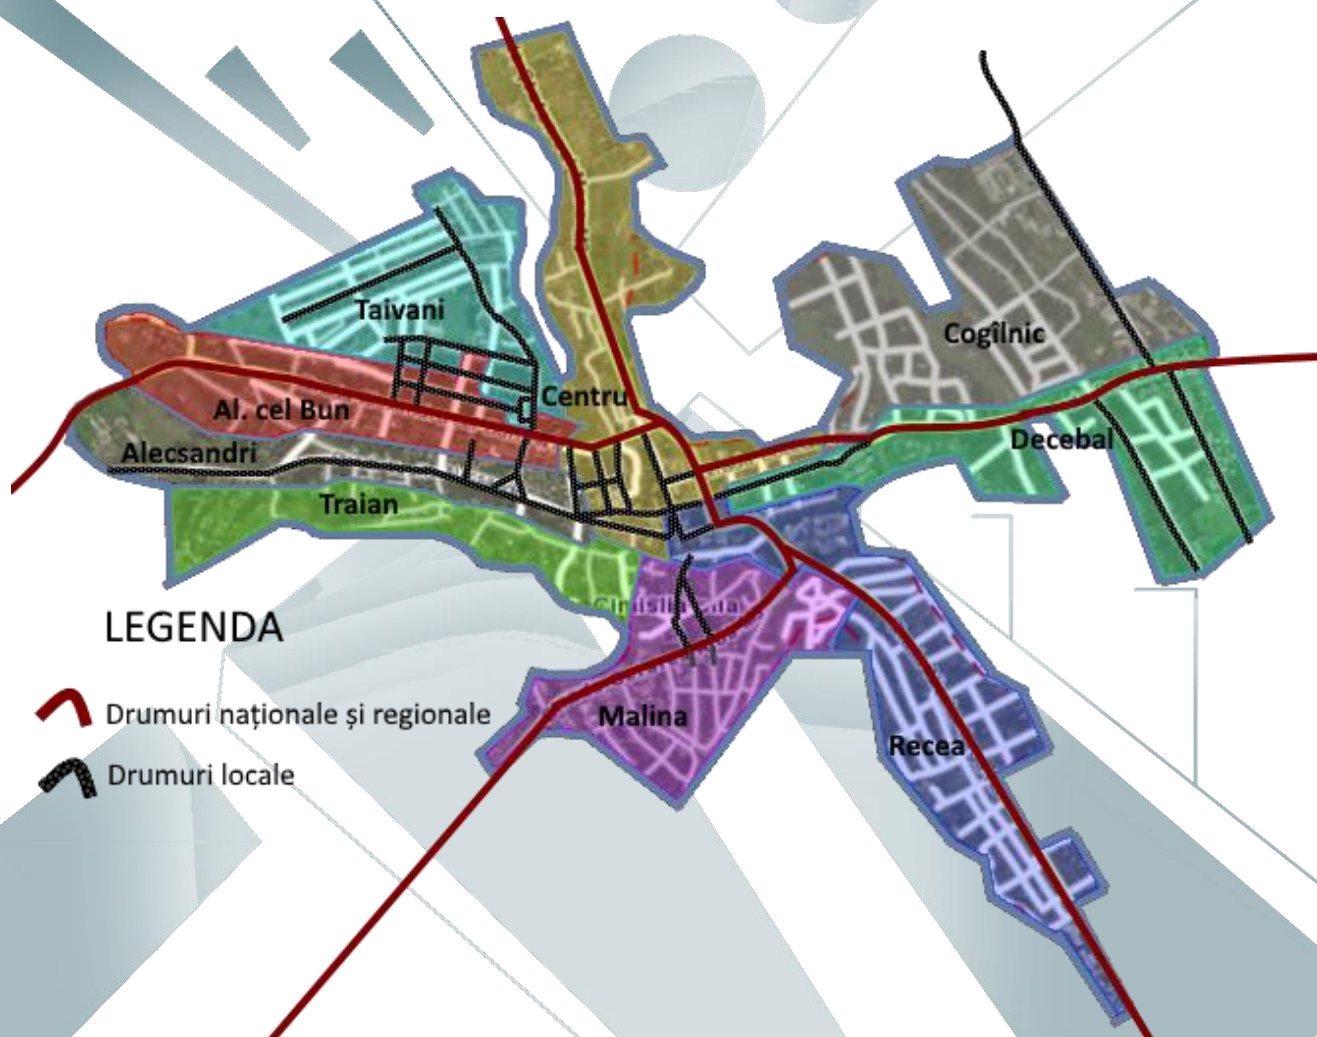 Taivani
Cogîlnic
Centru
Al. cel Bun
Decebal
Alecsandri
Traian
LEGENDA
Malina
Drumuri naționale și regionale
Recea
Drumuri locale